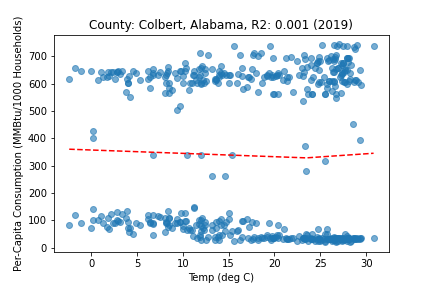 County: Colbert, Alabama, R2: 0.001 (2019)
Per-Capita Consumption (MMBtu/1000 Households)
700
600
500
400
300
200
100
0
0 5 10 15 20 25 30
Temp (deg C)